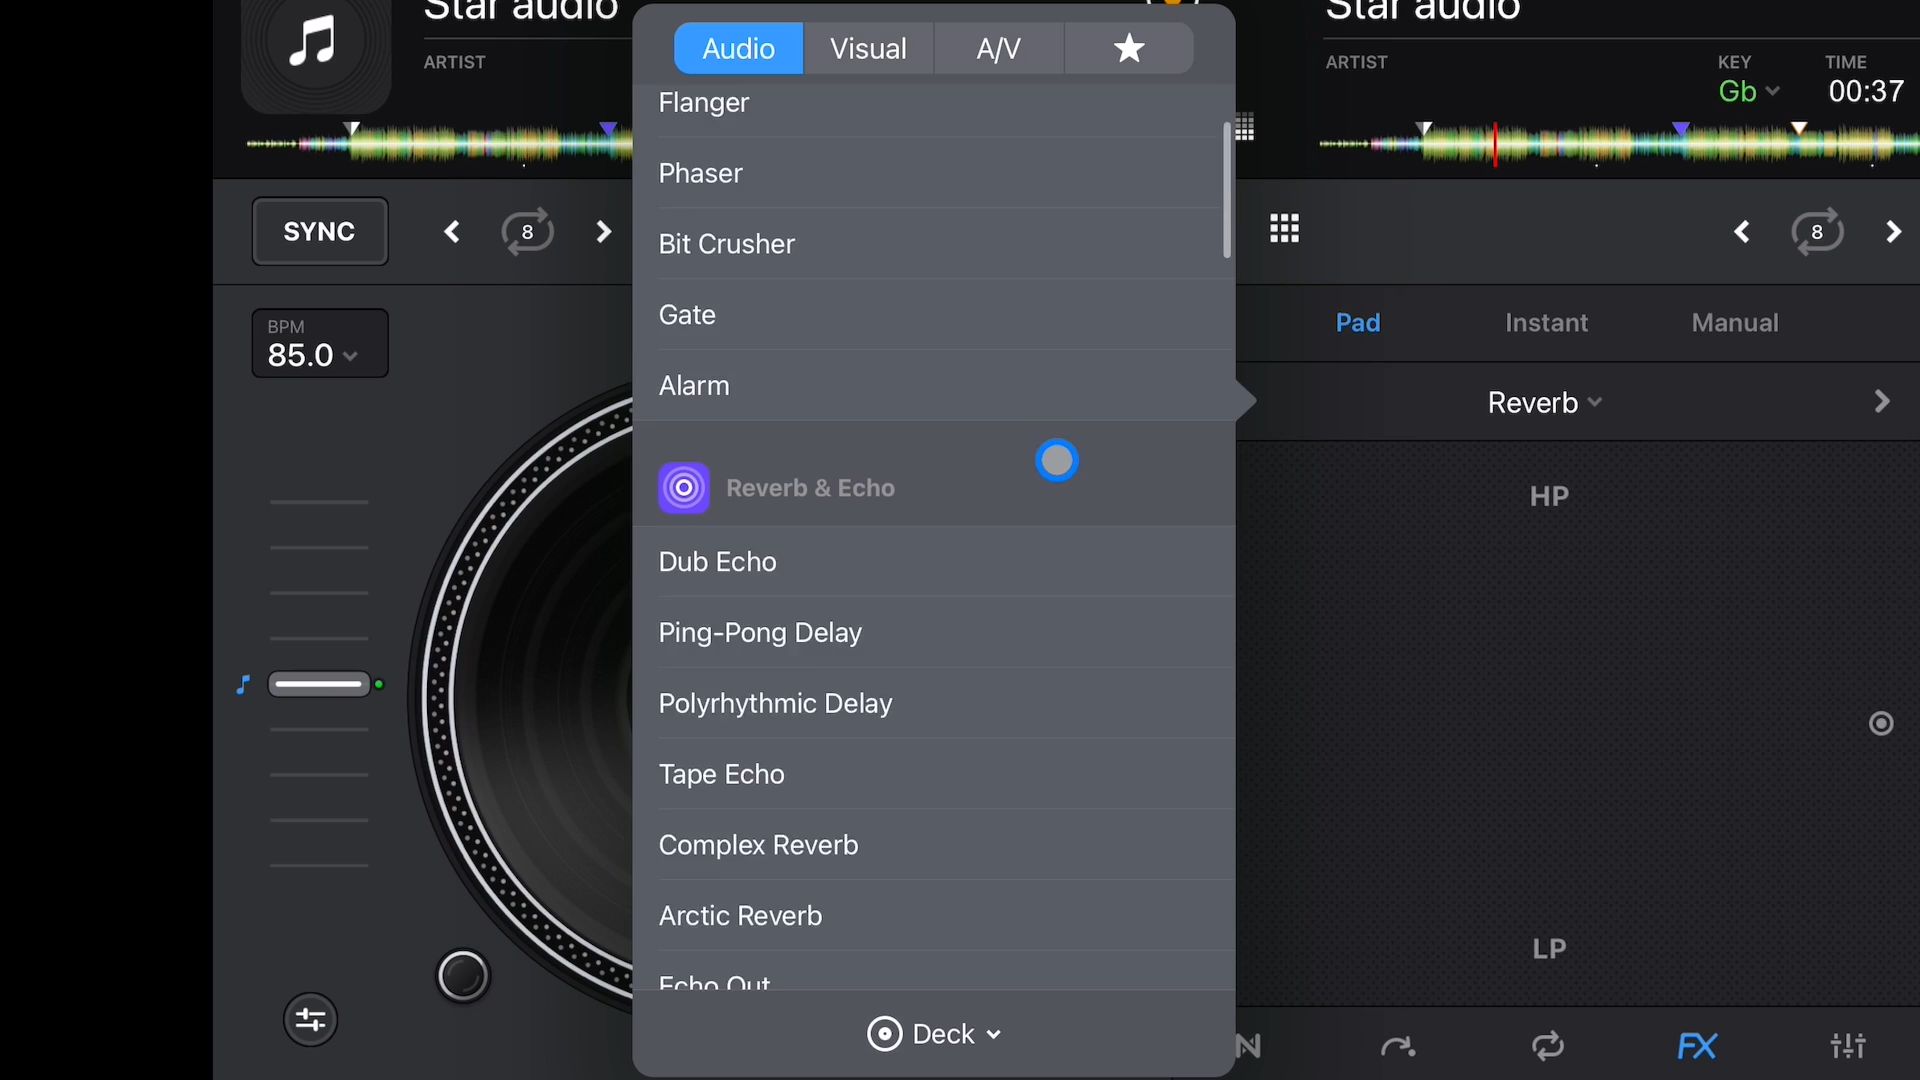 Star audio
ARTIST
SYNC
8
BPM
85.0
Audio
Visual
A/V
Flanger
Phaser
Bit Crusher
Gate
Alarm
Reverb & Echo
Dub Echo
Ping-Pong Delay
Polyrhythmic Delay
Tape Echo
Complex Reverb
Arctic Reverb
Echo Out
Deck
Star audio
ARTIST
KEY
Gb
TIME
00:37
8
Pad
Instant
Manual
Reverb
HP
LP
N
FX